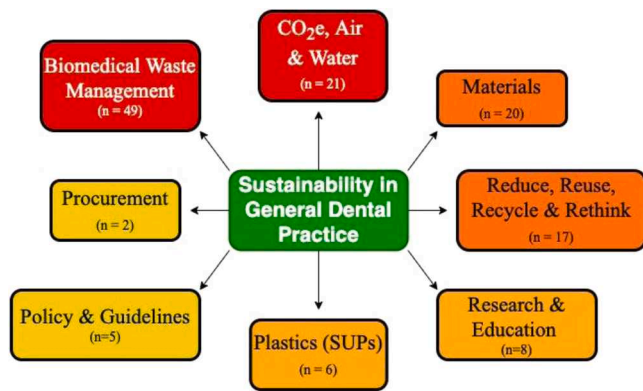 CO₂e, Air
& Water
(n = 21)
Biomedical Waste
Management
(n = 49)
Materials
(n = 20)
Sustainability in
General Dental
Practice
Procurement
(n = 2)
Reduce, Reuse,
Recycle & Rethink
(n = 17)
Policy & Guidelines
(n=5)
Plastics (SUPs)
(n = 6)
Research &
Education
(n=8)